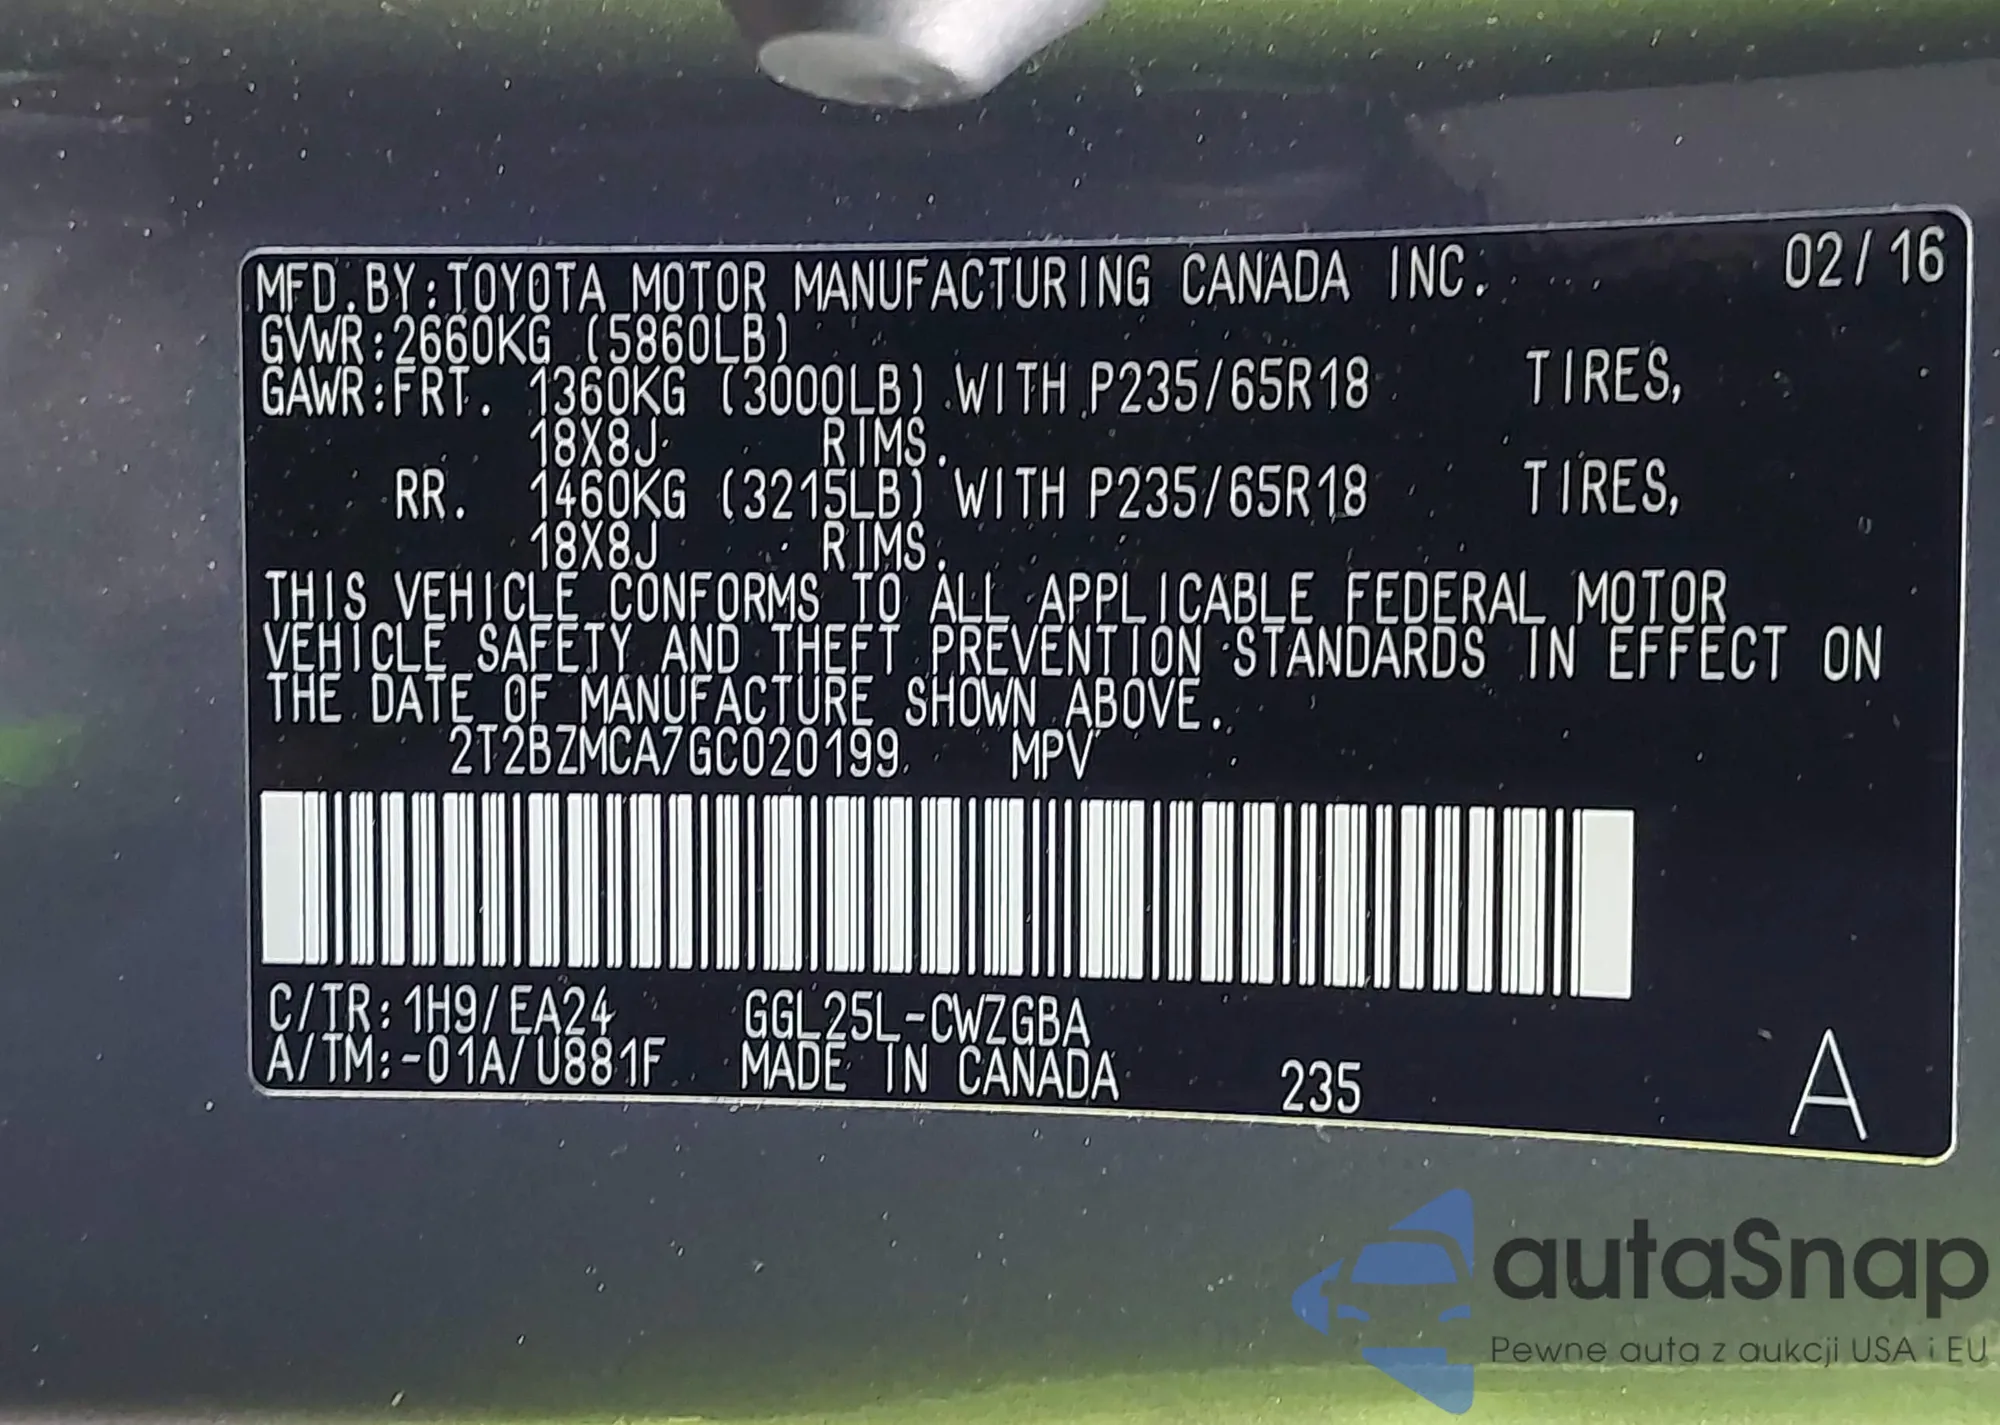 MFD.BY:TOYOTA MOTOR MANUFACTURING CANADA INC. 02/16
GVWR:2660KG (5860LB)
GAWR:FRT. 1360KG (3000LB) WITH P235/65R18 TIRES,
18X8J RIMS.
RR. 1460KG (3215LB) WITH P235/65R18 TIRES,
18X8J RIMS.
THIS VEHICLE CONFORMS TO ALL APPLICABLE FEDERAL MOTOR
VEHICLE SAFETY AND THEFT PREVENTION STANDARDS IN EFFECT ON
THE DATE OF MANUFACTURE SHOWN ABOVE.
2T2BZMCA7GC020199 MPV
C/TR:1H9/EA24 GGL25L-CWZGBA
A/TM:-01A/U881F MADE IN CANADA 235 A
autaSnap
Pewne auta z aukcji USA i EU